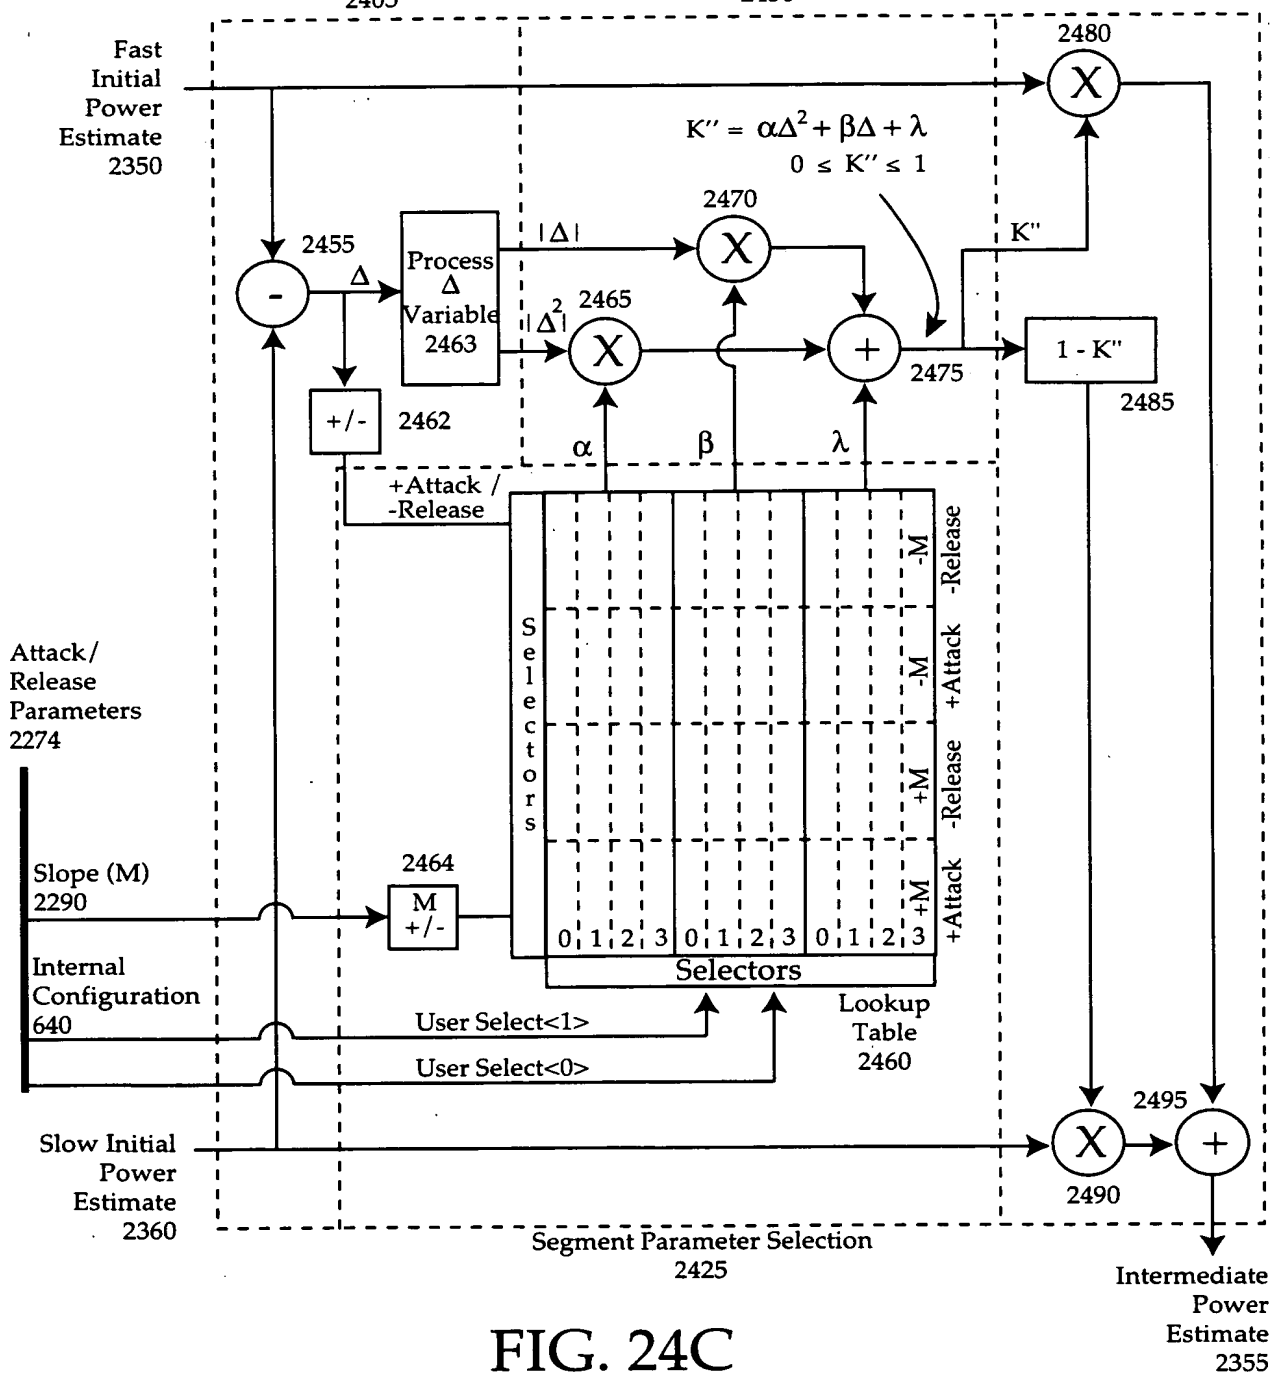 Fast
Initial
Power
Estimate
2350
2480
X
K'' = αΔ² + βΔ + λ
0 ≤ K'' ≤ 1
2455
-
Δ
Process
Δ
Variable
2463
|Δ|
|Δ²|
2470
X
2465
X
+
2475
K''
1 - K''
2485
+/-
2462
α
β
λ
+Attack /
-Release
Selectors
-M
-Release
-M
+Attack
+M
-Release
+M
+Attack
0 1 2 3 0 1 2 3 0 1 2 3
Selectors
Lookup
Table
2460
Attack/
Release
Parameters
2274
Slope (M)
2290
2464
M
+/-
Internal
Configuration
640
User Select<1>
User Select<0>
Slow Initial
Power
Estimate
2360
X
2490
2495
+
Segment Parameter Selection
2425
Intermediate
Power
Estimate
2355
FIG. 24C